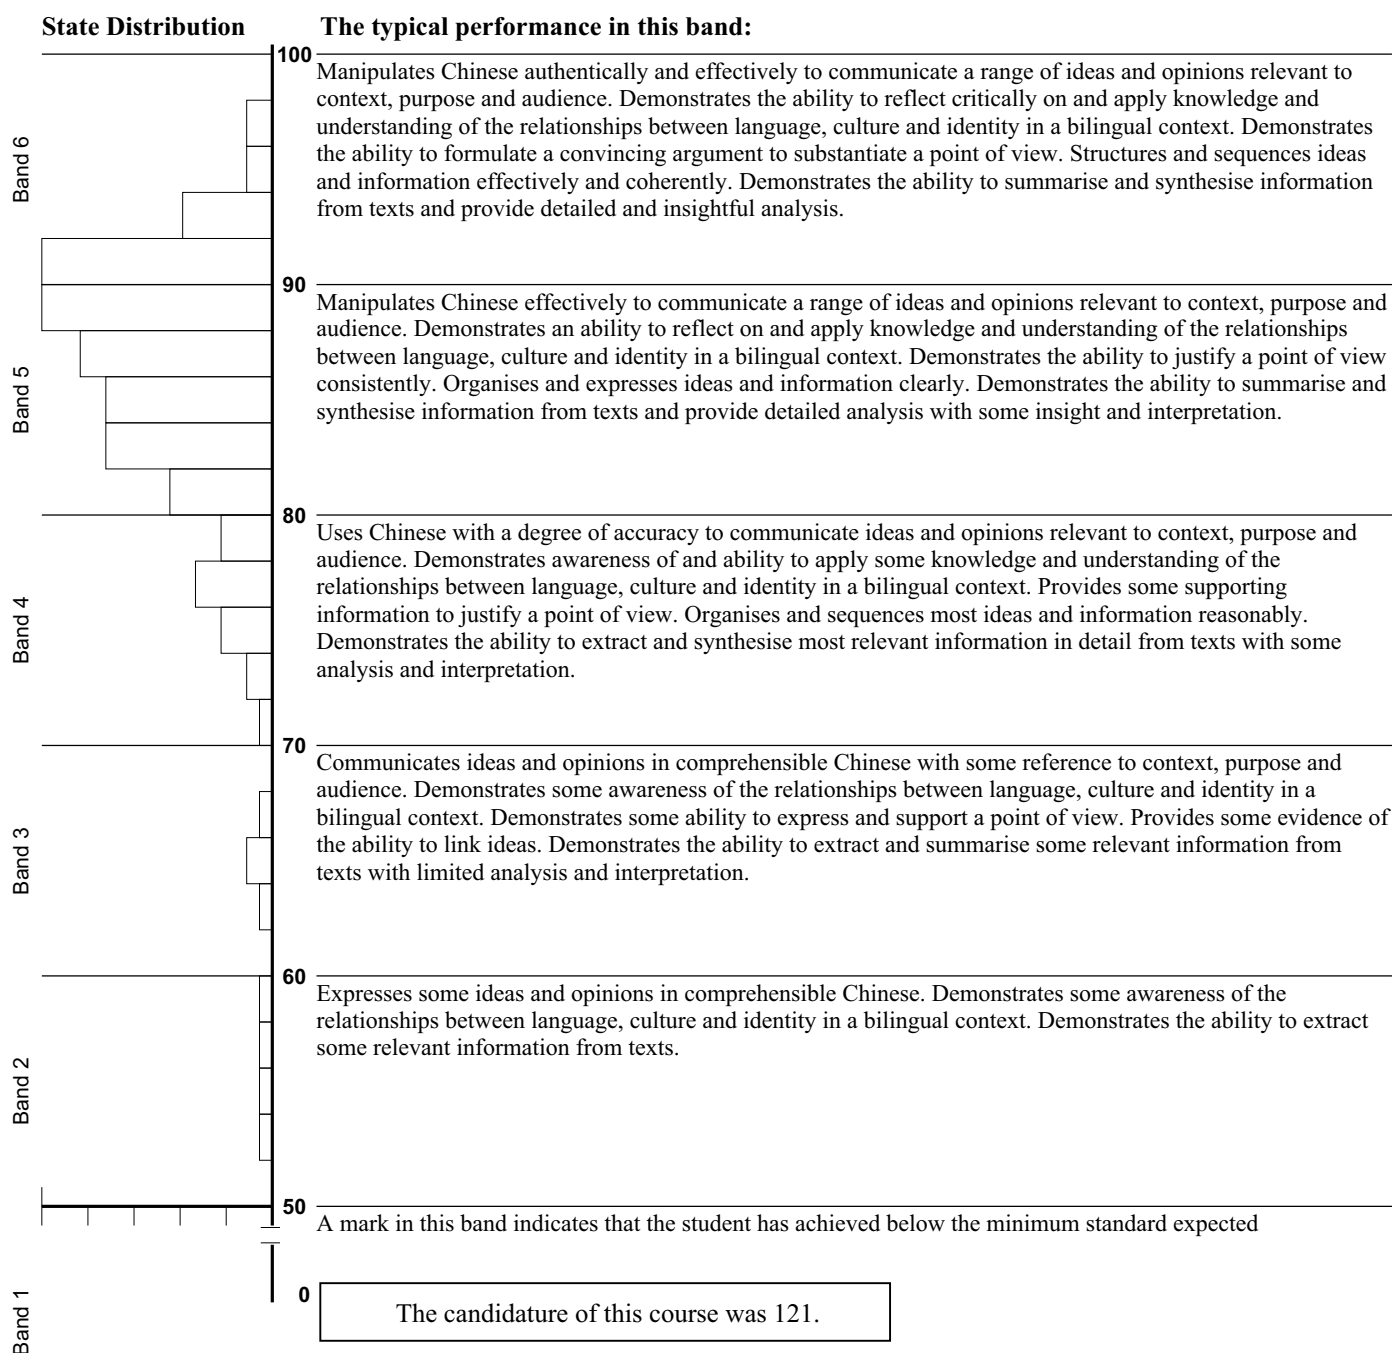 State Distribution
The typical performance in this band:
100
Manipulates Chinese authentically and effectively to communicate a range of ideas and opinions relevant to
context, purpose and audience. Demonstrates the ability to reflect critically on and apply knowledge and
understanding of the relationships between language, culture and identity in a bilingual context. Demonstrates
the ability to formulate a convincing argument to substantiate a point of view. Structures and sequences ideas
and information effectively and coherently. Demonstrates the ability to summarise and synthesise information
from texts and provide detailed and insightful analysis.
Band 6
90
Manipulates Chinese effectively to communicate a range of ideas and opinions relevant to context, purpose and
audience. Demonstrates an ability to reflect on and apply knowledge and understanding of the relationships
between language, culture and identity in a bilingual context. Demonstrates the ability to justify a point of view
consistently. Organises and expresses ideas and information clearly. Demonstrates the ability to summarise and
synthesise information from texts and provide detailed analysis with some insight and interpretation.
Band 5
80
Uses Chinese with a degree of accuracy to communicate ideas and opinions relevant to context, purpose and
audience. Demonstrates awareness of and ability to apply some knowledge and understanding of the
relationships between language, culture and identity in a bilingual context. Provides some supporting
information to justify a point of view. Organises and sequences most ideas and information reasonably.
Demonstrates the ability to extract and synthesise most relevant information in detail from texts with some
analysis and interpretation.
Band 4
70
Communicates ideas and opinions in comprehensible Chinese with some reference to context, purpose and
audience. Demonstrates some awareness of the relationships between language, culture and identity in a
bilingual context. Demonstrates some ability to express and support a point of view. Provides some evidence of
the ability to link ideas. Demonstrates the ability to extract and summarise some relevant information from
texts with limited analysis and interpretation.
Band 3
60
Expresses some ideas and opinions in comprehensible Chinese. Demonstrates some awareness of the
relationships between language, culture and identity in a bilingual context. Demonstrates the ability to extract
some relevant information from texts.
Band 2
50
A mark in this band indicates that the student has achieved below the minimum standard expected
0
Band 1
The candidature of this course was 121.